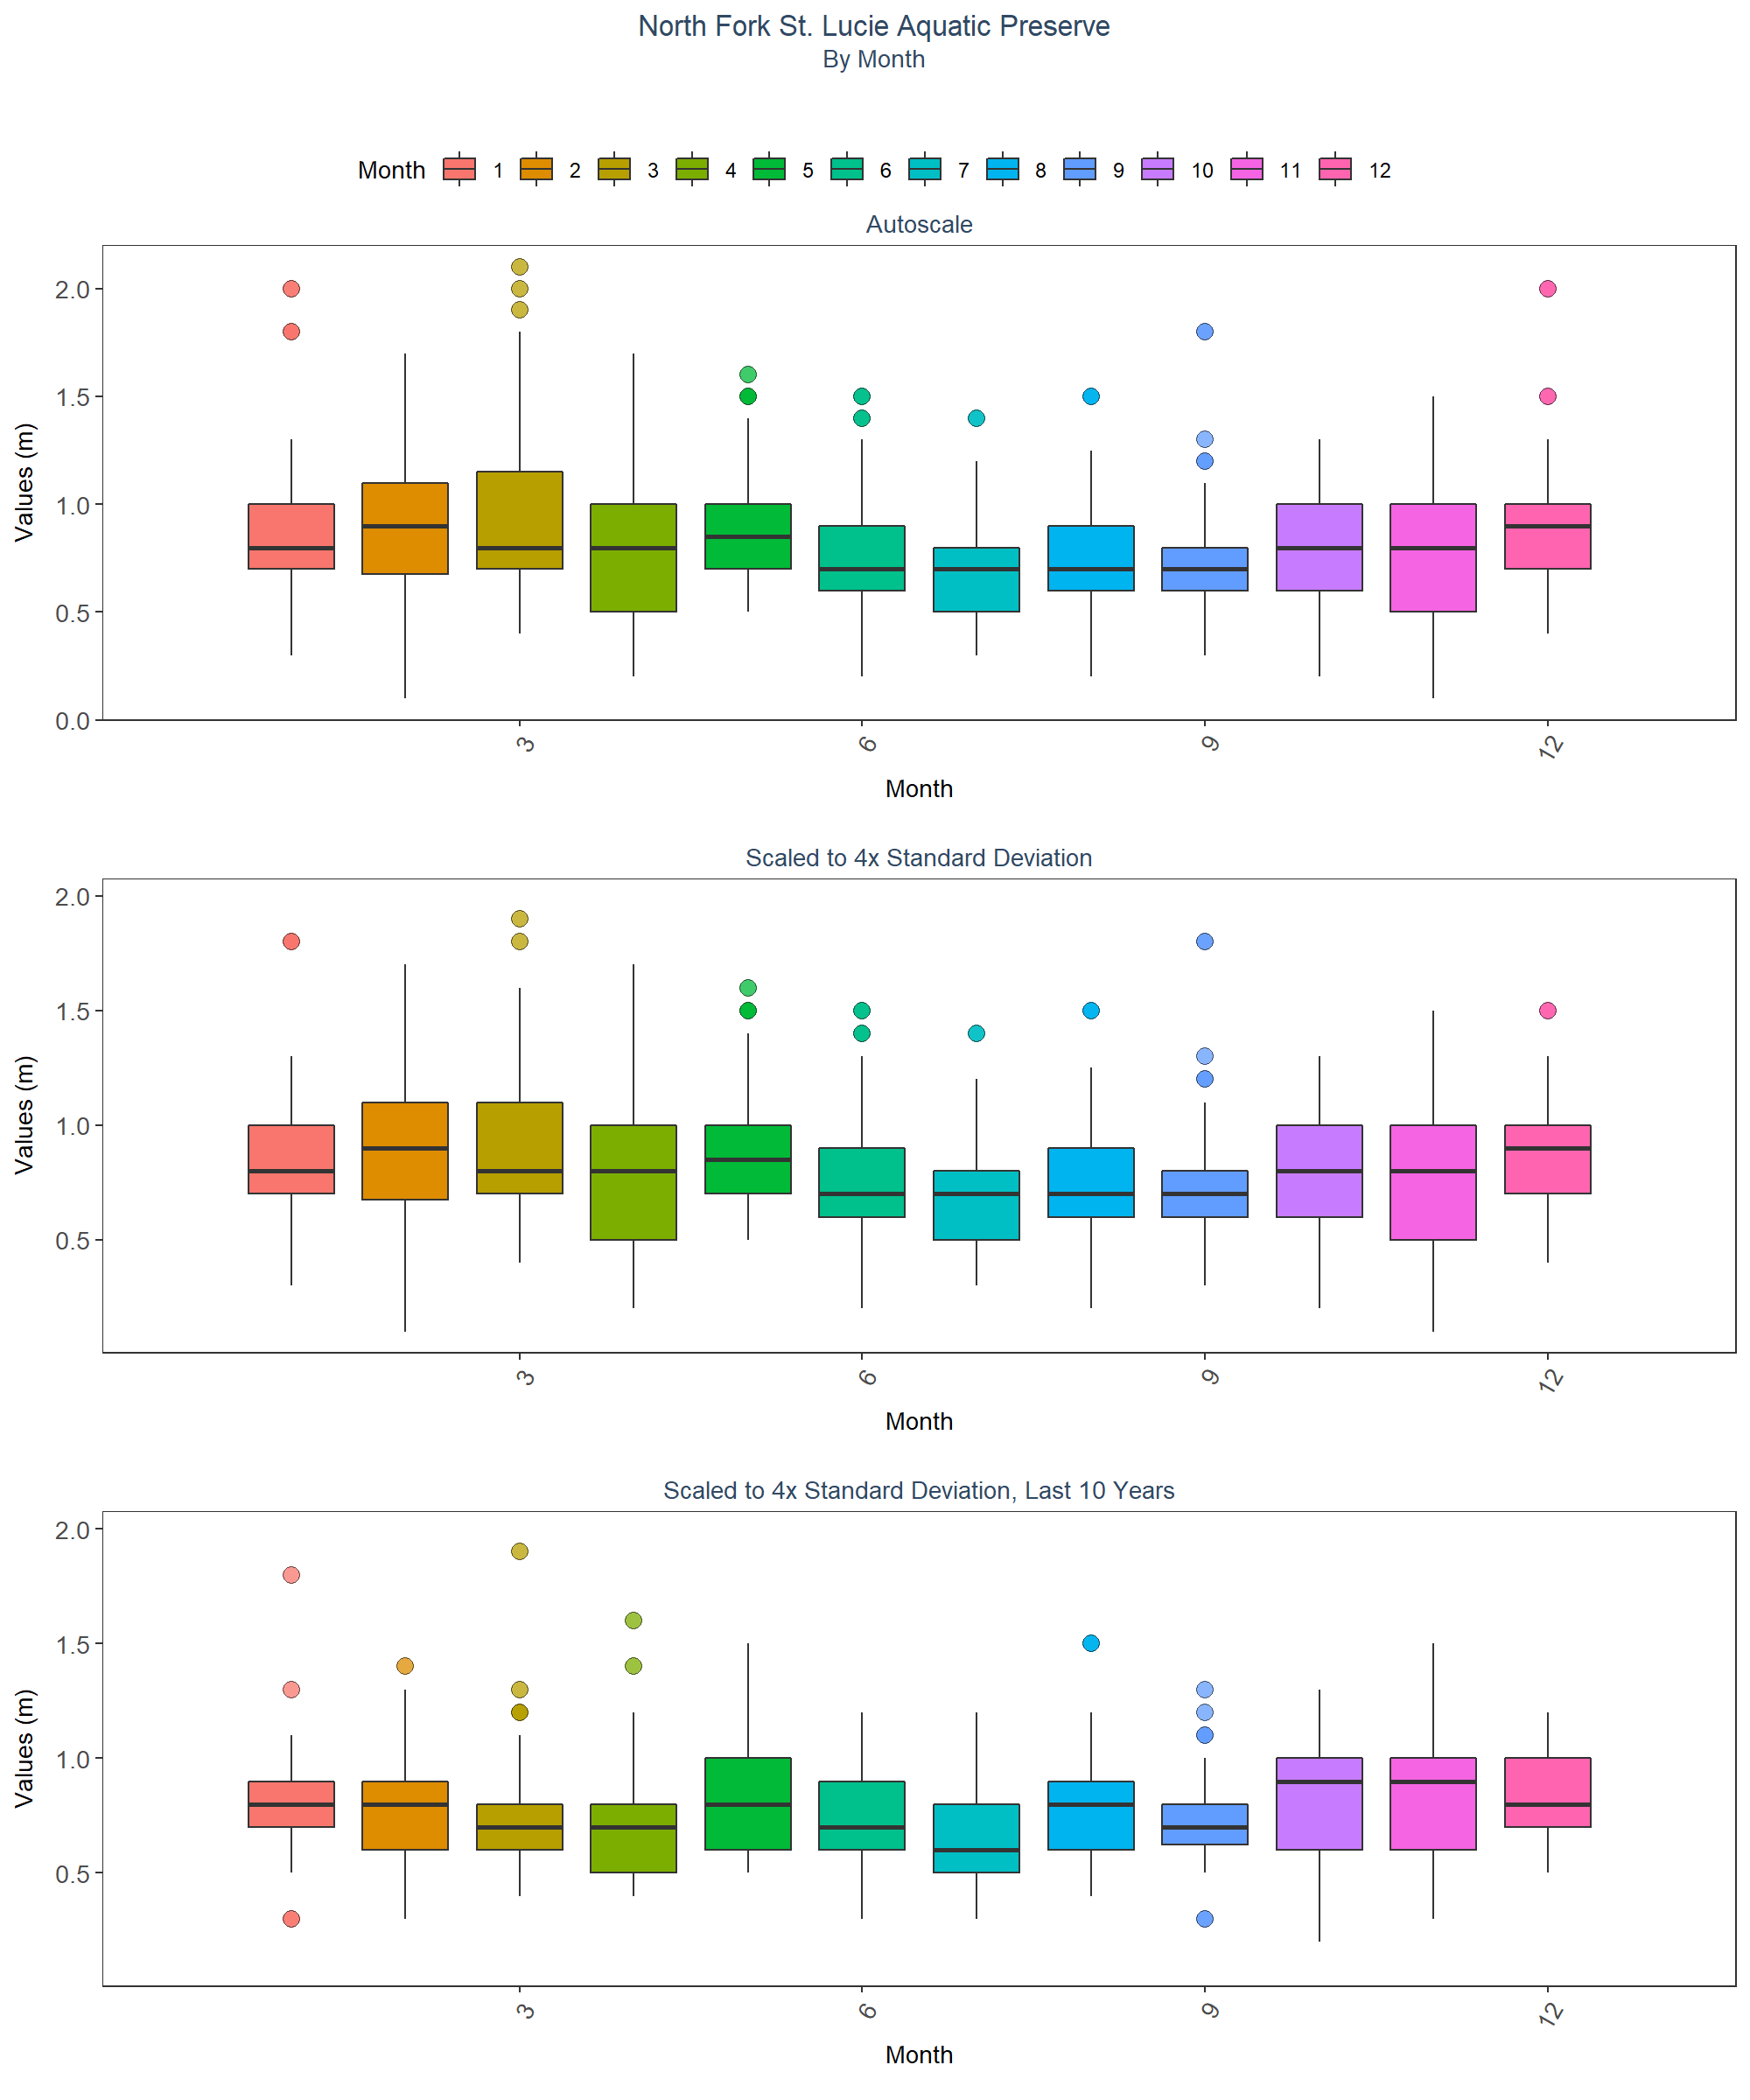 North Fork St. Lucie Aquatic Preserve
By Month
Month 1 2 3 4 5 6 7 8 9 10 11 12
Autoscale
Values (m)
2.0
1.5
1.0
0.5
0.0
3 6 9 12
Month
Scaled to 4x Standard Deviation
Values (m)
2.0
1.5
1.0
0.5
3 6 9 12
Month
Scaled to 4x Standard Deviation, Last 10 Years
Values (m)
2.0
1.5
1.0
0.5
3 6 9 12
Month